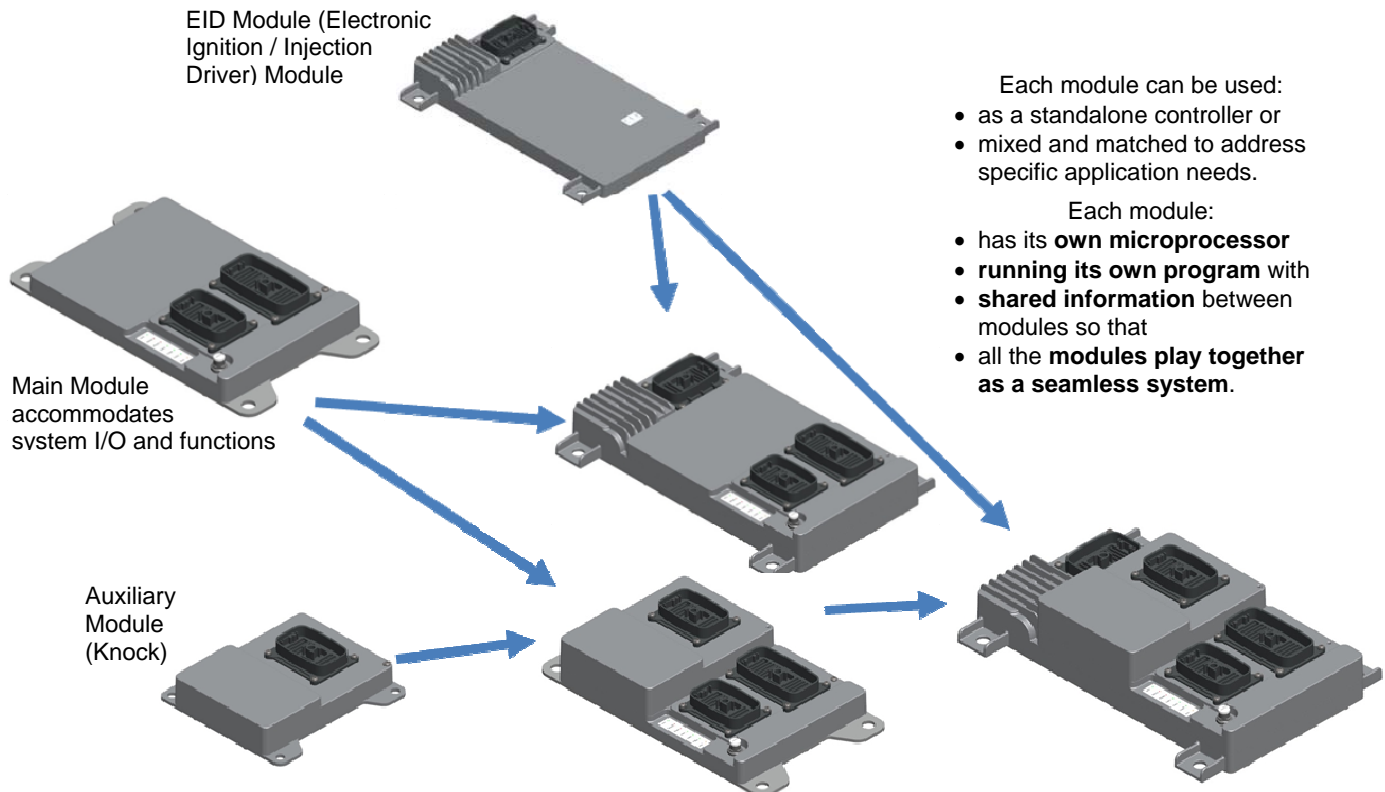 EID Module (Electronic
Ignition / Injection
Driver) Module
Each module can be used:
• as a standalone controller or
• mixed and matched to address
specific application needs.
Each module:
• has its own microprocessor
• running its own program with
• shared information between
modules so that
• all the modules play together
as a seamless system.
Main Module
accommodates
system I/O and functions
Auxiliary
Module
(Knock)